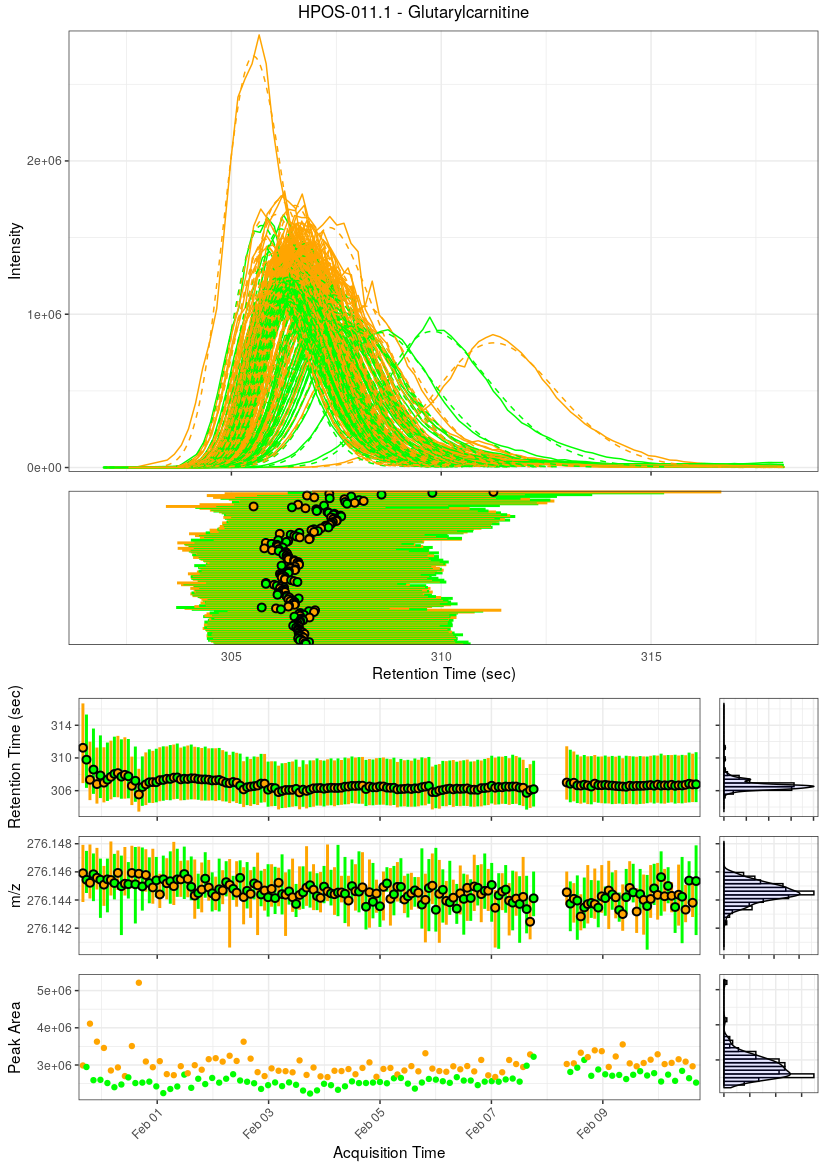 HPOS-011.1 - Glutarylcarnitine
Intensity
2e+06
1e+06
0e+00
305
310
315
Retention Time (sec)
Retention Time (sec)
314
310
306
m/z
276.148
276.146
276.144
276.142
Peak Area
5e+06
4e+06
3e+06
Feb 01
Feb 03
Feb 05
Feb 07
Feb 09
Acquisition Time